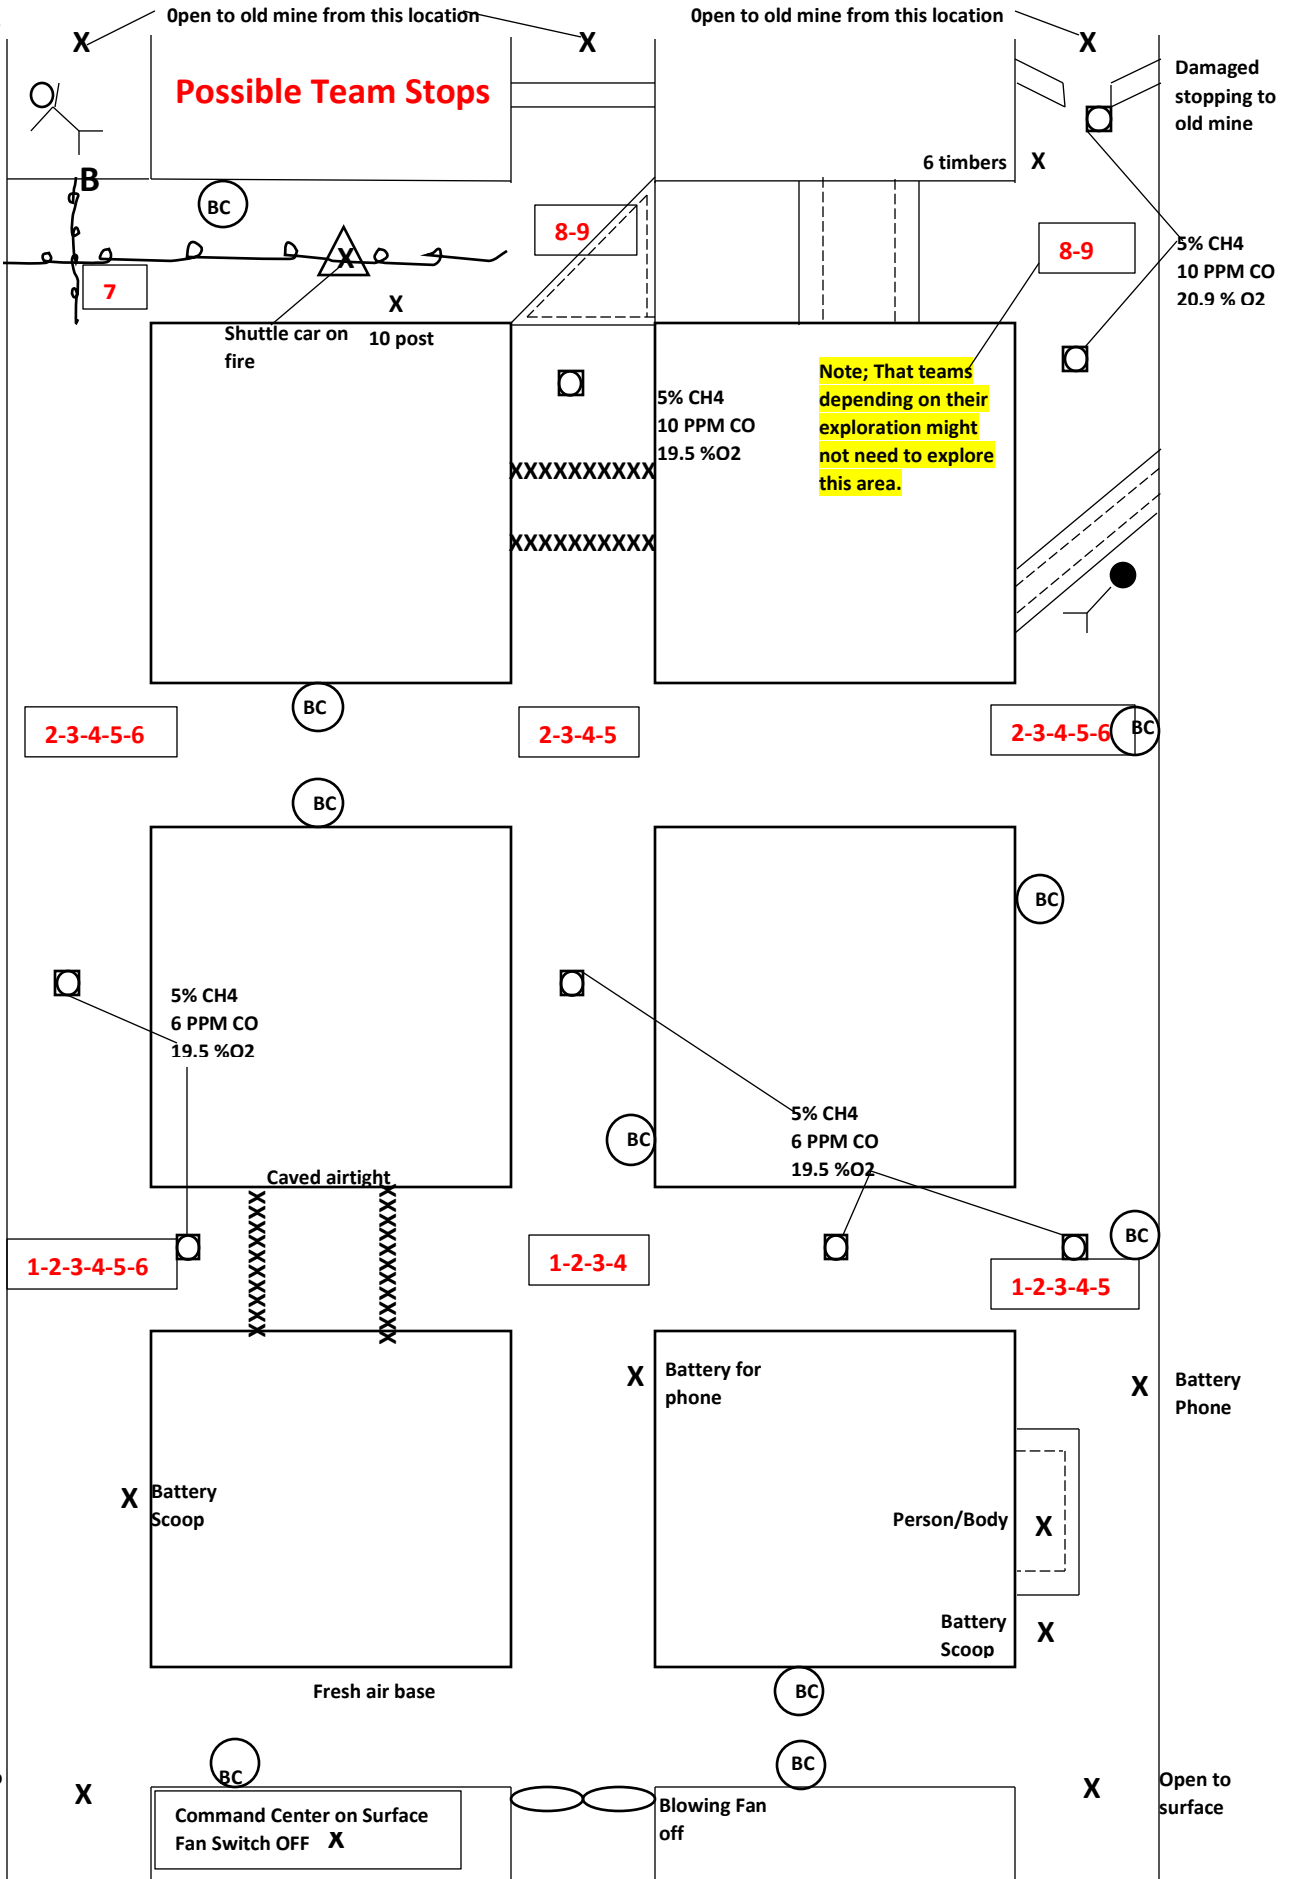 0pen to old mine from this location
0pen to old mine from this location
X
X
X
Possible Team Stops
Damaged
stopping to
old mine
6 timbers X
B
BC
8-9
8-9
5% CH4
10 PPM CO
20.9 % O2
7
X
X
Shuttle car on
fire
10 post
Note; That teams
depending on their
exploration might
not need to explore
this area.
5% CH4
10 PPM CO
19.5 %O2
XXXXXXXXXX
XXXXXXXXXX
BC
2-3-4-5-6
2-3-4-5
2-3-4-5-6
BC
BC
BC
5% CH4
6 PPM CO
19.5 %O2
5% CH4
6 PPM CO
19.5 %O2
BC
Caved airtight
XXXXXXXXXXXXX
XXXXXXXXXXXXX
BC
1-2-3-4-5-6
1-2-3-4
1-2-3-4-5
X
Battery for
phone
X
Battery
Phone
X
Battery
Scoop
Person/Body X
Battery
Scoop
X
Fresh air base
BC
BC
BC
X
X
Open to
surface
Command Center on Surface
Fan Switch OFF X
Blowing Fan
off